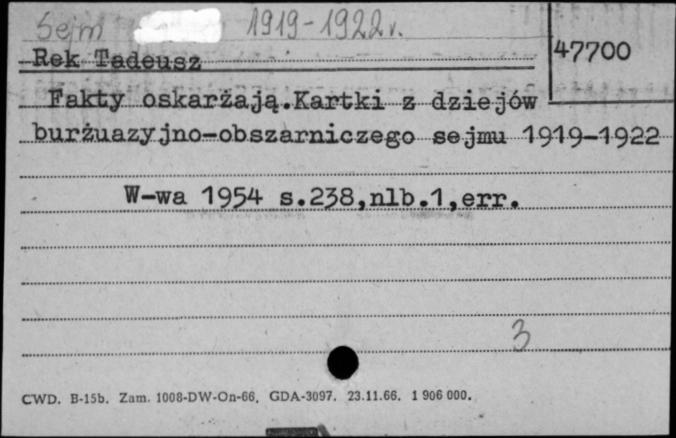 Sejm 1919-1922 r.
Rek Tadeusz
47700
Fakty oskarżają.Kartki z dziejów
burżuazyjno-obszarniczego sejmu 1919-1922
W-wa 1954 s.238,nlb.1,err.
3
CWD. B-15b. Zam. 1008-DW-On-66. GDA-3097. 23.11.66. 1 906 000.